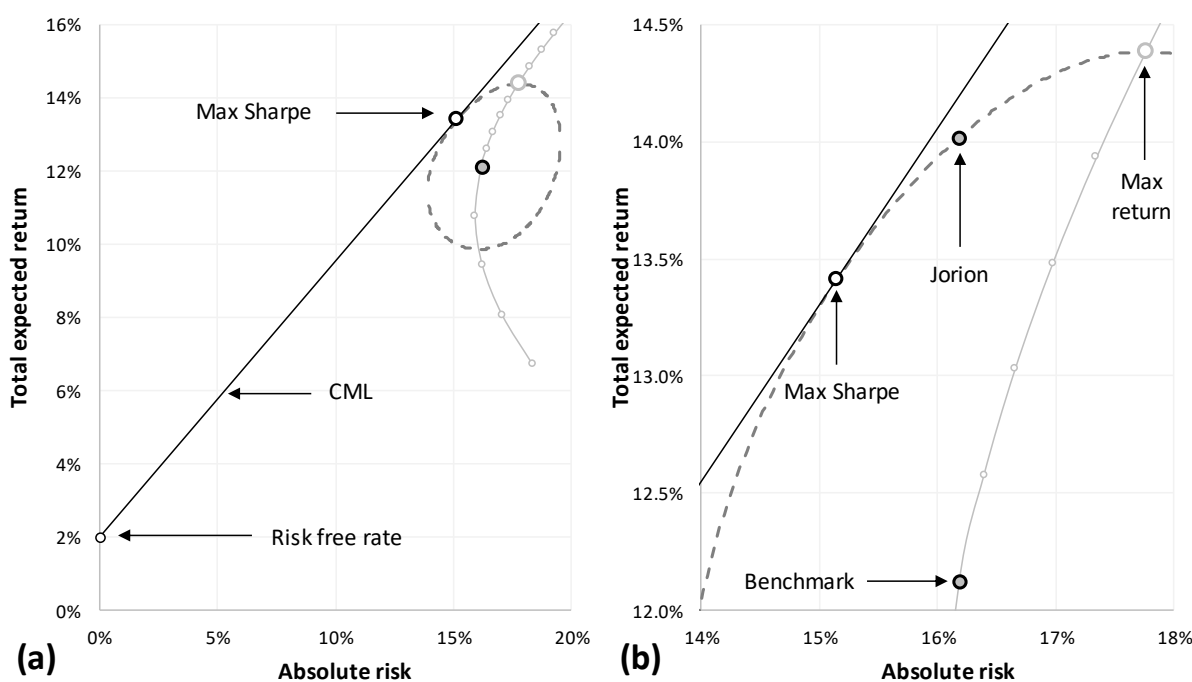 16%
14%
12%
10%
8%
6%
4%
2%
0%
Total expected return
Max Sharpe
CML
Risk free rate
0%
5%
10%
15%
20%
(a)
Absolute risk
14.5%
14.0%
13.5%
13.0%
12.5%
12.0%
Total expected return
Max
return
Jorion
Max Sharpe
Benchmark
14%
15%
16%
17%
18%
(b)
Absolute risk